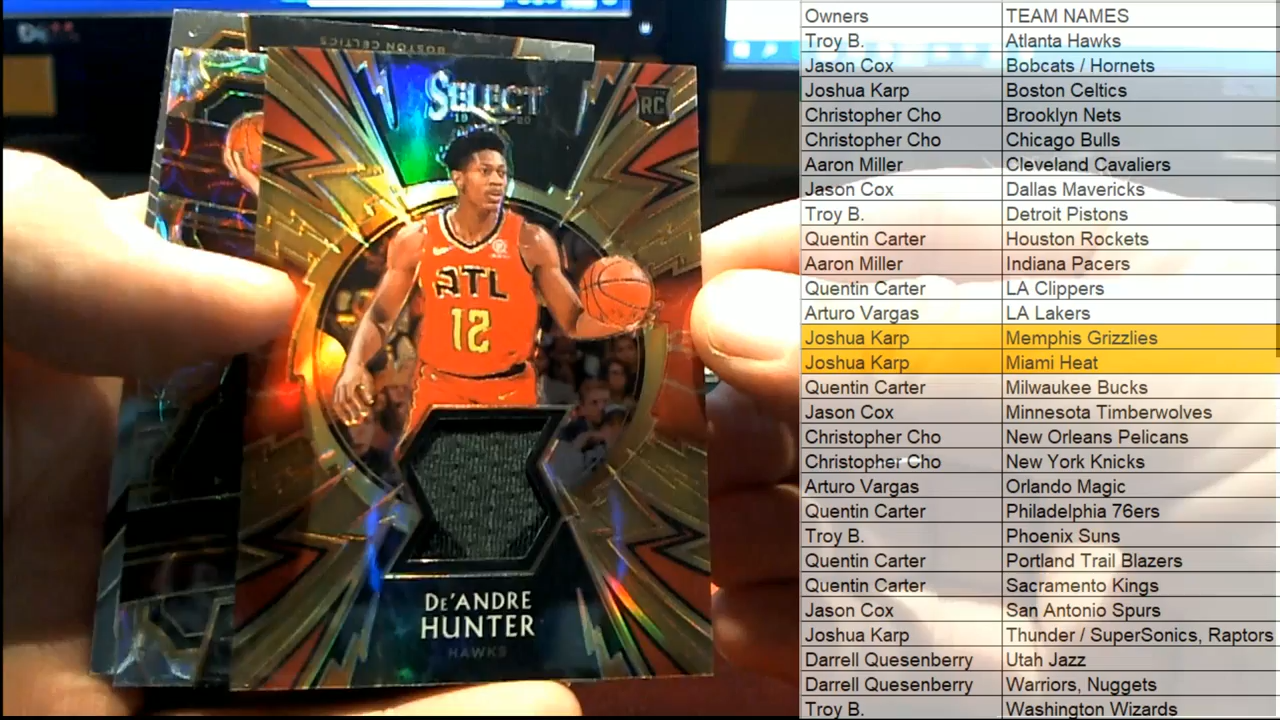 BOSTON CELTICS
SELECT
RC
ATL
12
DE'ANDRE
HUNTER
HAWKS
Owners TEAM NAMES
Troy B. Atlanta Hawks
Jason Cox Bobcats / Hornets
Joshua Karp Boston Celtics
Christopher Cho Brooklyn Nets
Christopher Cho Chicago Bulls
Aaron Miller Cleveland Cavaliers
Jason Cox Dallas Mavericks
Troy B. Detroit Pistons
Quentin Carter Houston Rockets
Aaron Miller Indiana Pacers
Quentin Carter LA Clippers
Arturo Vargas LA Lakers
Joshua Karp Memphis Grizzlies
Joshua Karp Miami Heat
Quentin Carter Milwaukee Bucks
Jason Cox Minnesota Timberwolves
Christopher Cho New Orleans Pelicans
Christopher Cho New York Knicks
Arturo Vargas Orlando Magic
Quentin Carter Philadelphia 76ers
Troy B. Phoenix Suns
Quentin Carter Portland Trail Blazers
Quentin Carter Sacramento Kings
Jason Cox San Antonio Spurs
Joshua Karp Thunder / SuperSonics, Raptors
Darrell Quesenberry Utah Jazz
Darrell Quesenberry Warriors, Nuggets
Troy B. Washington Wizards